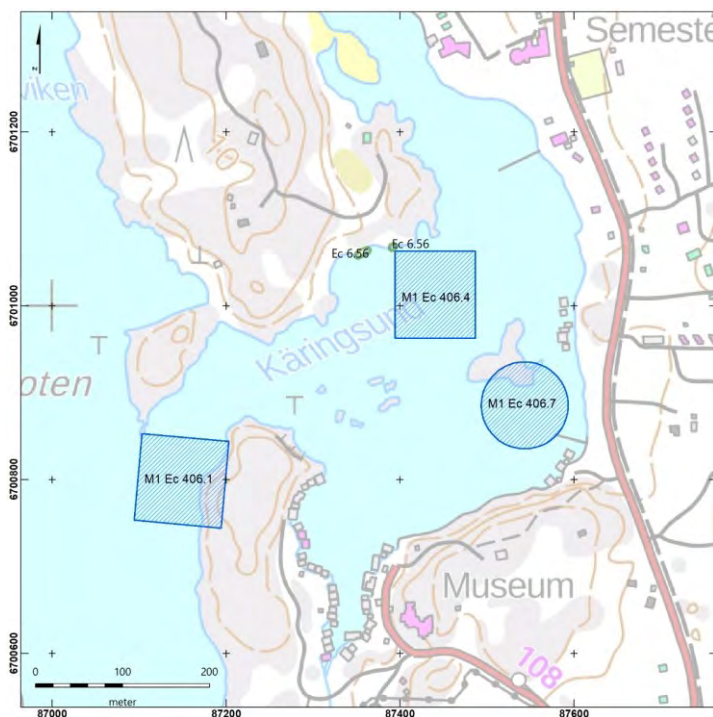 Semeste
viken
6701200
10
Ec 6.56
Ec 6.56
M1 Ec 406.4
6701000
Käringsund
oten
M1 Ec 406.7
M1 Ec 406.1
6700800
Museum
6700600
108
0 100 200
meter
87000 87200 87400 87600